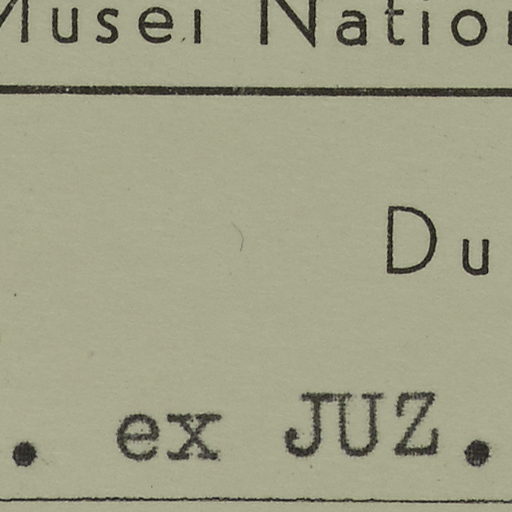 Musei Nation
Du
. ex JUZ.